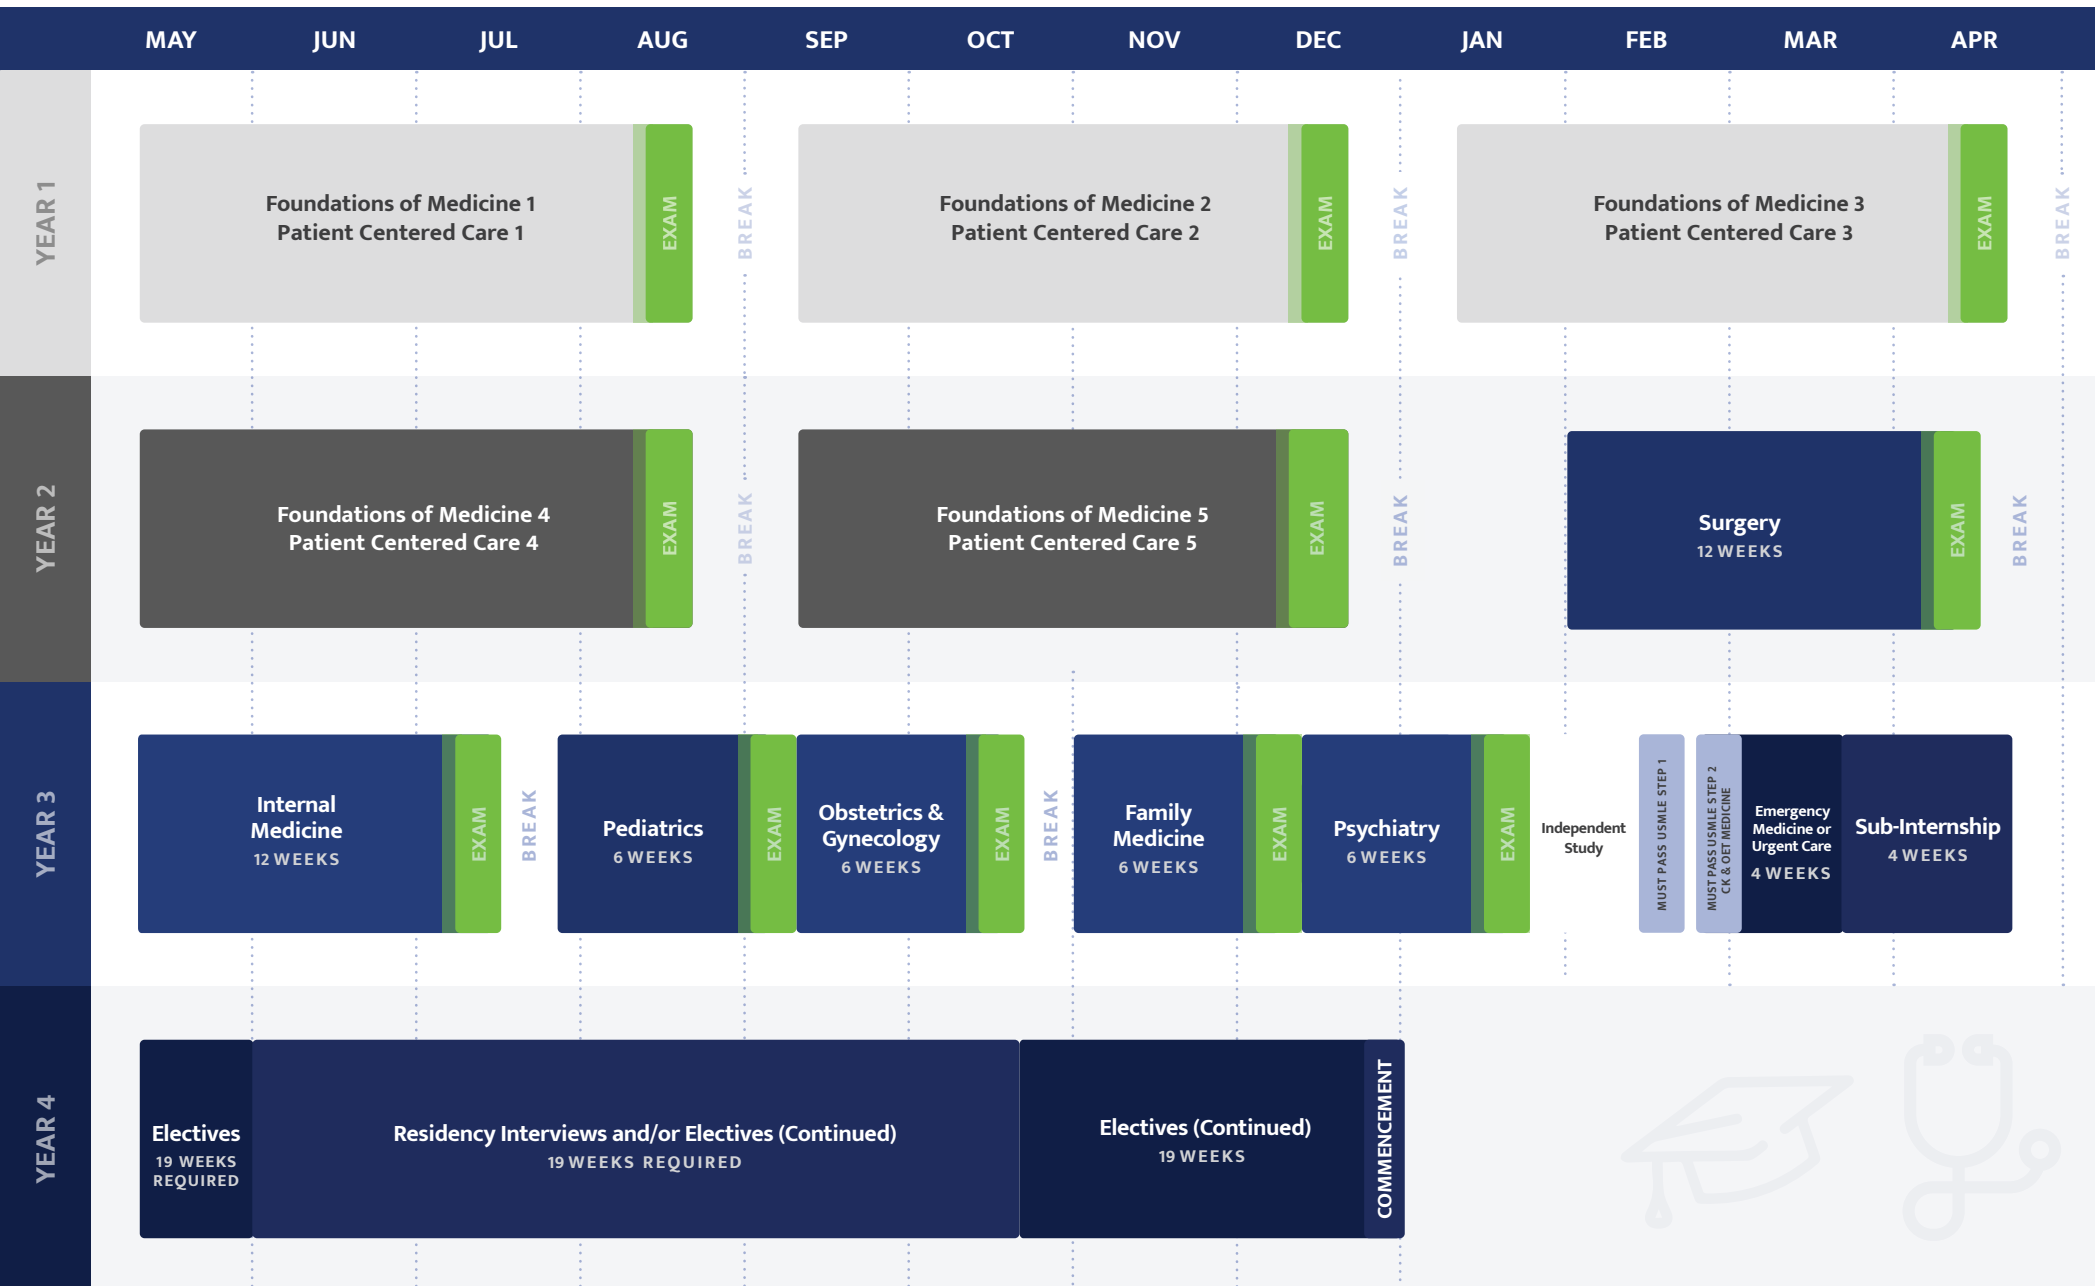 MAY JUN JUL AUG SEP OCT NOV DEC JAN FEB MAR APR
YEAR 1
Foundations of Medicine 1
Patient Centered Care 1
EXAM
BREAK
Foundations of Medicine 2
Patient Centered Care 2
EXAM
BREAK
Foundations of Medicine 3
Patient Centered Care 3
EXAM
BREAK
YEAR 2
Foundations of Medicine 4
Patient Centered Care 4
EXAM
BREAK
Foundations of Medicine 5
Patient Centered Care 5
EXAM
BREAK
Surgery
12 WEEKS
EXAM
BREAK
YEAR 3
Internal
Medicine
12 WEEKS
EXAM
BREAK
Pediatrics
6 WEEKS
EXAM
Obstetrics &
Gynecology
6 WEEKS
EXAM
BREAK
Family
Medicine
6 WEEKS
EXAM
Psychiatry
6 WEEKS
EXAM
Independent
Study
MUST PASS USMLE STEP 1
MUST PASS USMLE STEP 2
CK & OET MEDICINE
Emergency
Medicine or
Urgent Care
4 WEEKS
Sub-Internship
4 WEEKS
YEAR 4
Electives
19 WEEKS
REQUIRED
Residency Interviews and/or Electives (Continued)
19 WEEKS REQUIRED
Electives (Continued)
19 WEEKS
COMMENCEMENT